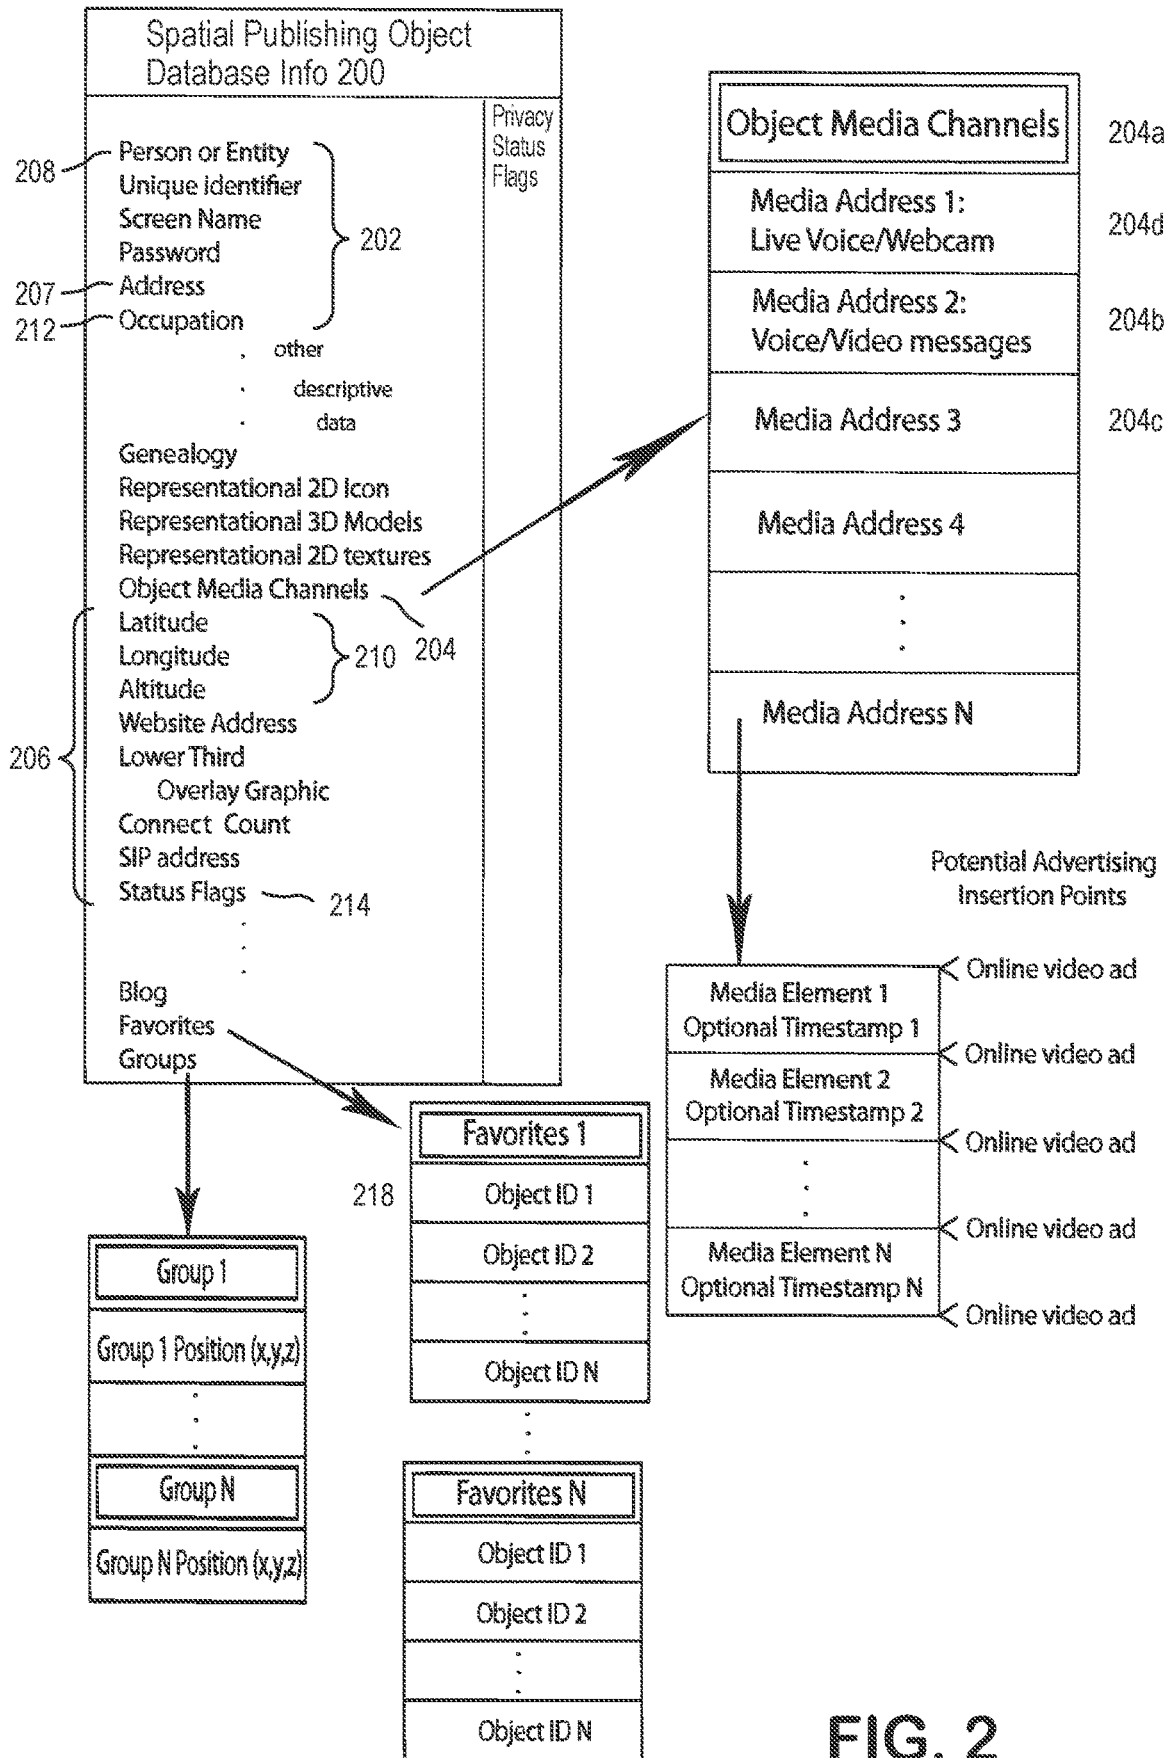 Spatial Publishing Object
Database Info 200
Privacy
Status
Flags
208
Person or Entity
Unique Identifier
Screen Name
Password
202
207
Address
212
Occupation
other
descriptive
data
Genealogy
Representational 2D Icon
Representational 3D Models
Representational 2D textures
Object Media Channels
204
Latitude
Longitude
Altitude
210
Website Address
206
Lower Third
Overlay Graphic
Connect Count
SIP address
Status Flags
214
Blog
Favorites
Groups
Object Media Channels
204a
Media Address 1:
Live Voice/Webcam
204d
Media Address 2:
Voice/Video messages
204b
Media Address 3
204c
Media Address 4
Media Address N
Potential Advertising
Insertion Points
Online video ad
Media Element 1
Optional Timestamp 1
Online video ad
Media Element 2
Optional Timestamp 2
Online video ad
Online video ad
Media Element N
Optional Timestamp N
Online video ad
Favorites 1
218
Object ID 1
Object ID 2
Object ID N
Favorites N
Object ID 1
Object ID 2
Object ID N
Group 1
Group 1 Position (x,y,z)
Group N
Group N Position (x,y,z)
FIG. 2